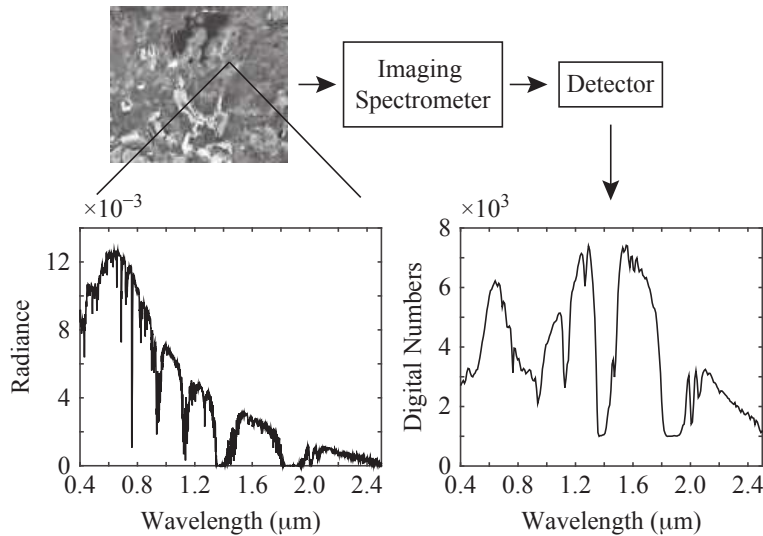 Imaging
Spectrometer
Detector
×10⁻³
12
8
4
0
0.4 0.8 1.2 1.6 2.0 2.4
Radiance
Wavelength (μm)
×10³
8
6
4
2
0
0.4 0.8 1.2 1.6 2.0 2.4
Digital Numbers
Wavelength (μm)